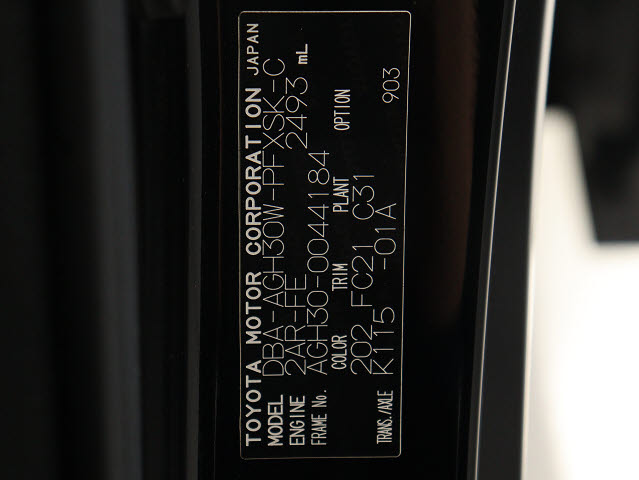 TOYOTA MOTOR CORPORATION JAPAN
MODEL DBA-AGH30W-PFXSK-C
ENGINE 2AR-FE 2493 mL
FRAME No. AGH30-0044184
COLOR TRIM PLANT OPTION
202 FC21 C31
TRANS./AXLE K115 -01A 903